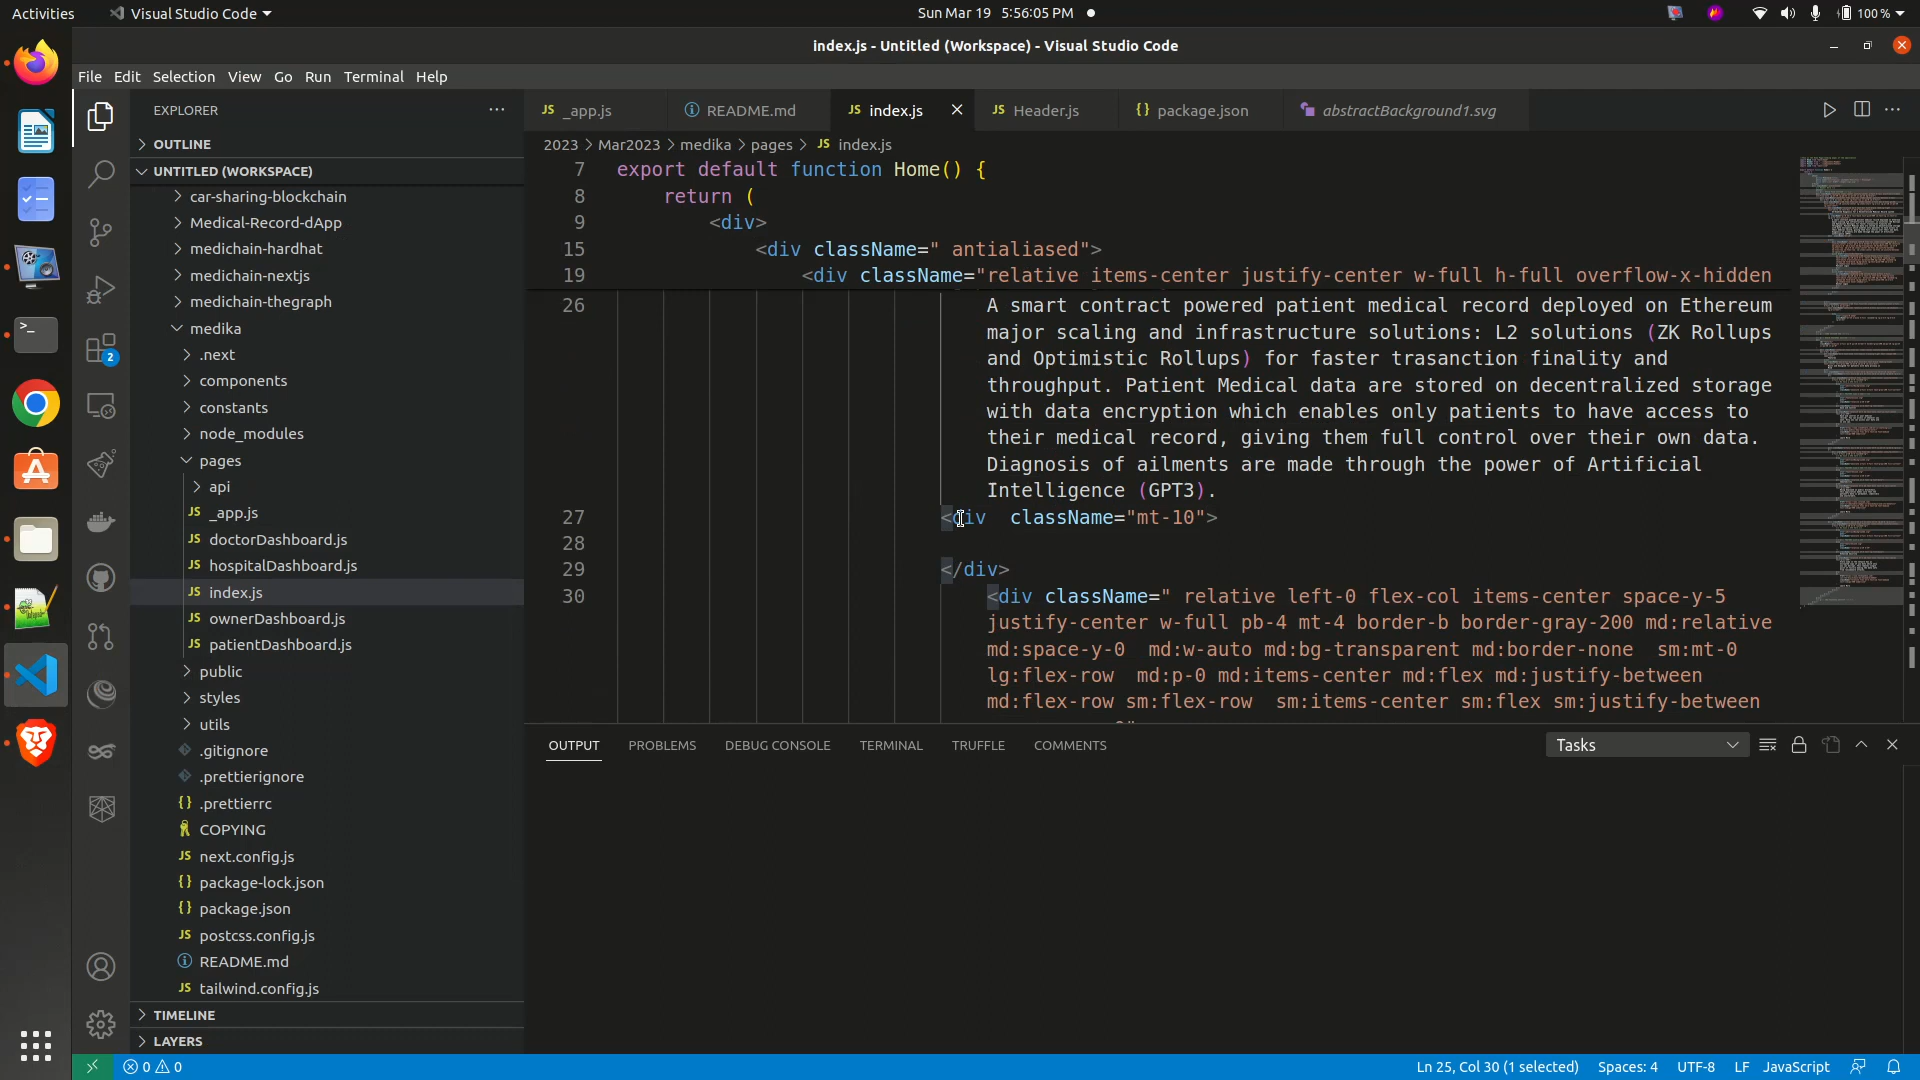 Activities
Visual Studio Code
Sun Mar 19 5:56:05 PM
100 %
index.js - Untitled (Workspace) - Visual Studio Code
File Edit Selection View Go Run Terminal Help
EXPLORER
OUTLINE
UNTITLED (WORKSPACE)
car-sharing-blockchain
Medical-Record-dApp
medichain-hardhat
medichain-nextjs
medichain-thegraph
medika
.next
components
constants
node_modules
pages
api
JS _app.js
JS doctorDashboard.js
JS hospitalDashboard.js
JS index.js
JS ownerDashboard.js
JS patientDashboard.js
public
styles
utils
.gitignore
.prettierignore
{} .prettierrc
COPYING
JS next.config.js
{} package-lock.json
{} package.json
JS postcss.config.js
README.md
JS tailwind.config.js
TIMELINE
LAYERS
2
JS _app.js
README.md
JS index.js
JS Header.js
{} package.json
abstractBackground1.svg
2023 > Mar2023 > medika > pages > JS index.js
7 export default function Home() {
8 return (
9 <div>
15 <div className=" antialiased">
19 <div className="relative items-center justify-center w-full h-full overflow-x-hidden
26 A smart contract powered patient medical record deployed on Ethereum
major scaling and infrastructure solutions: L2 solutions (ZK Rollups
and Optimistic Rollups) for faster trasanction finality and
throughput. Patient Medical data are stored on decentralized storage
with data encryption which enables only patients to have access to
their medical record, giving them full control over their own data.
Diagnosis of ailments are made through the power of Artificial
Intelligence (GPT3).
27 <div className="mt-10">
28
29 </div>
30 <div className=" relative left-0 flex-col items-center space-y-5
justify-center w-full pb-4 mt-4 border-b border-gray-200 md:relative
md:space-y-0 md:w-auto md:bg-transparent md:border-none sm:mt-0
lg:flex-row md:p-0 md:items-center md:flex md:justify-between
md:flex-row sm:flex-row sm:items-center sm:flex sm:justify-between
OUTPUT PROBLEMS DEBUG CONSOLE TERMINAL TRUFFLE COMMENTS
Tasks
0 0
Ln 25, Col 30 (1 selected) Spaces: 4 UTF-8 LF JavaScript